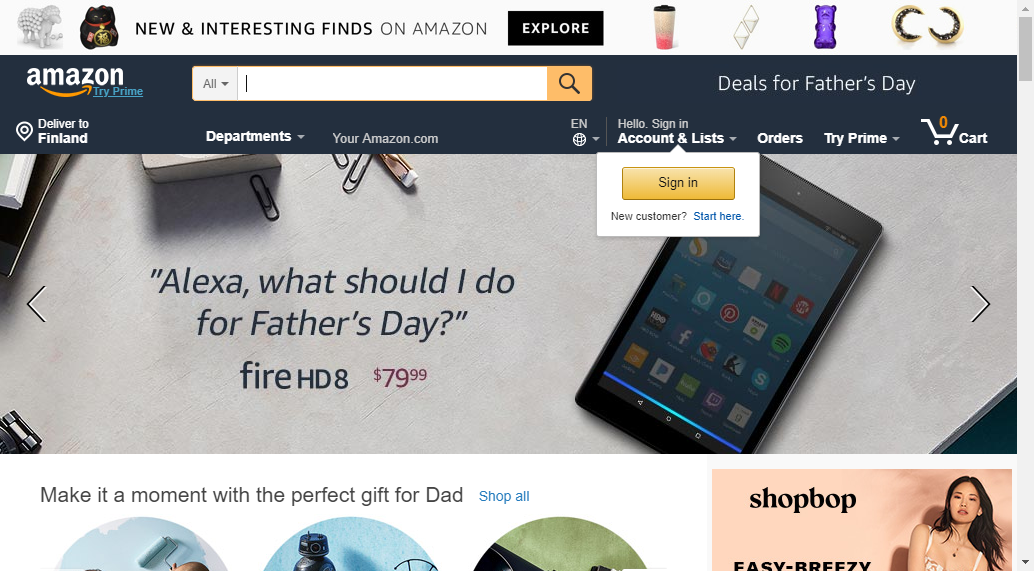 NEW & INTERESTING FINDS ON AMAZON EXPLORE
amazon
Try Prime
All
Deals for Father's Day
Deliver to
Finland
Departments
Your Amazon.com
EN
Hello. Sign in
Account & Lists
Orders
Try Prime
0
Cart
Sign in
New customer? Start here.
"Alexa, what should I do
for Father's Day?"
fire HD8 $7999
Make it a moment with the perfect gift for Dad Shop all
shopbop
EASY-BREEZY